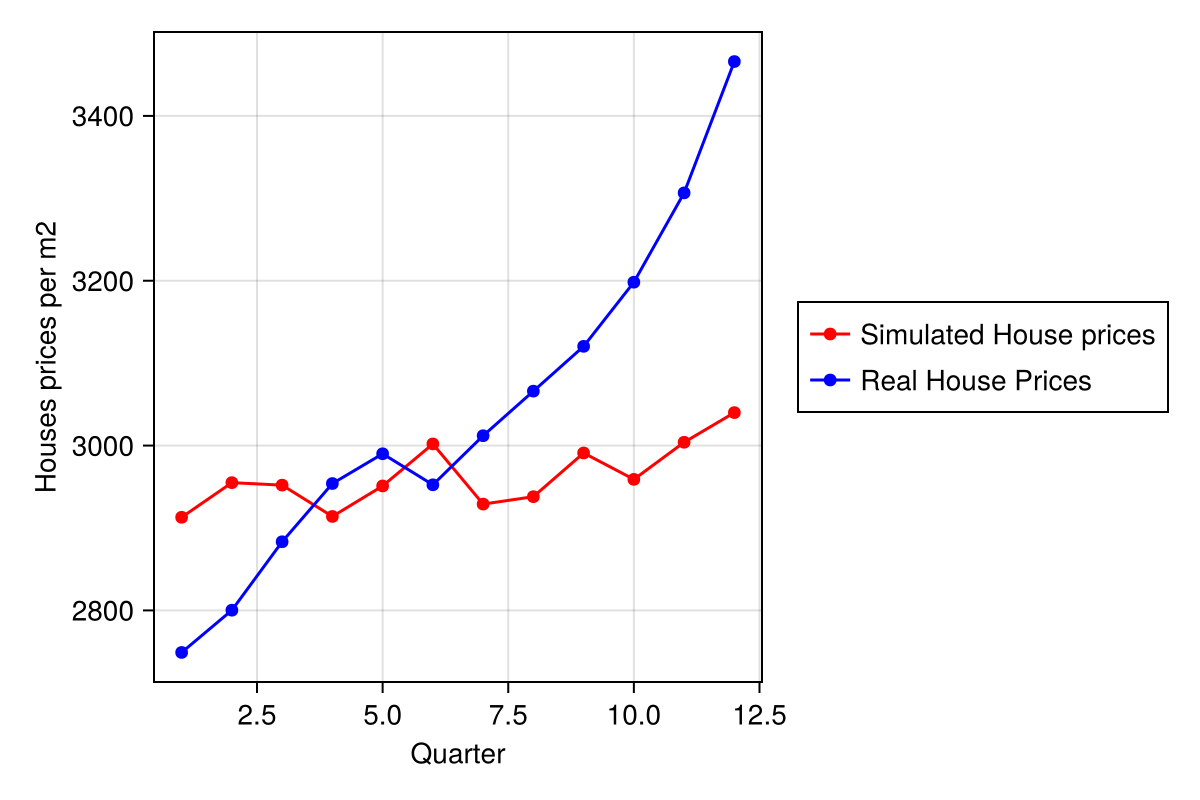 Houses prices per m2
3400
3200
3000
2800
2.5
5.0
7.5
10.0
12.5
Quarter
Simulated House prices
Real House Prices